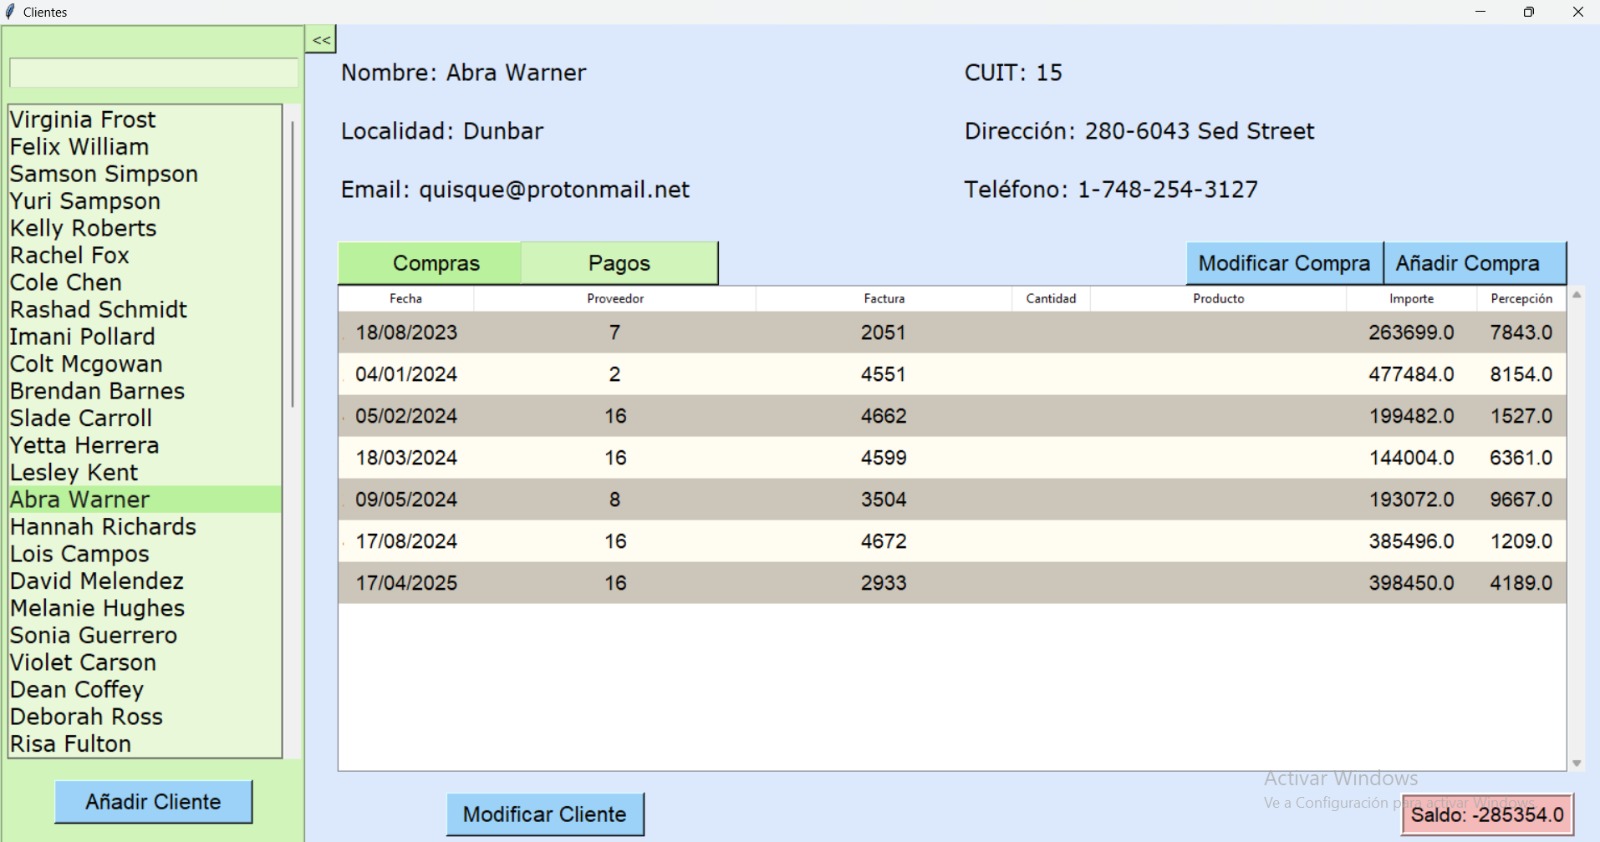 Clientes
<<
Nombre: Abra Warner
CUIT: 15
Localidad: Dunbar
Dirección: 280-6043 Sed Street
Email: quisque@protonmail.net
Teléfono: 1-748-254-3127
Virginia Frost
Felix William
Samson Simpson
Yuri Sampson
Kelly Roberts
Rachel Fox
Cole Chen
Rashad Schmidt
Imani Pollard
Colt Mcgowan
Brendan Barnes
Slade Carroll
Yetta Herrera
Lesley Kent
Abra Warner
Hannah Richards
Lois Campos
David Melendez
Melanie Hughes
Sonia Guerrero
Violet Carson
Dean Coffey
Deborah Ross
Risa Fulton
Añadir Cliente
Compras Pagos Modificar Compra Añadir Compra
Fecha Proveedor Factura Cantidad Producto Importe Percepción
18/08/2023 7 2051 263699.0 7843.0
04/01/2024 2 4551 477484.0 8154.0
05/02/2024 16 4662 199482.0 1527.0
18/03/2024 16 4599 144004.0 6361.0
09/05/2024 8 3504 193072.0 9667.0
17/08/2024 16 4672 385496.0 1209.0
17/04/2025 16 2933 398450.0 4189.0
Activar Windows
Ve a Configuración para activar Windows.
Modificar Cliente
Saldo: -285354.0